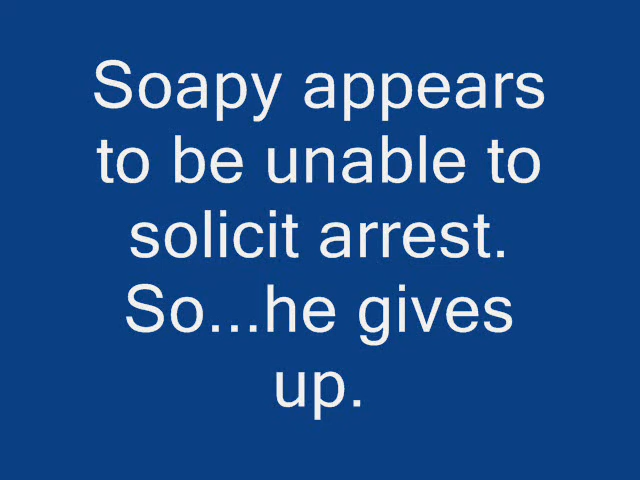 Soapy appears
to be unable to
solicit arrest.
So...he gives
up.